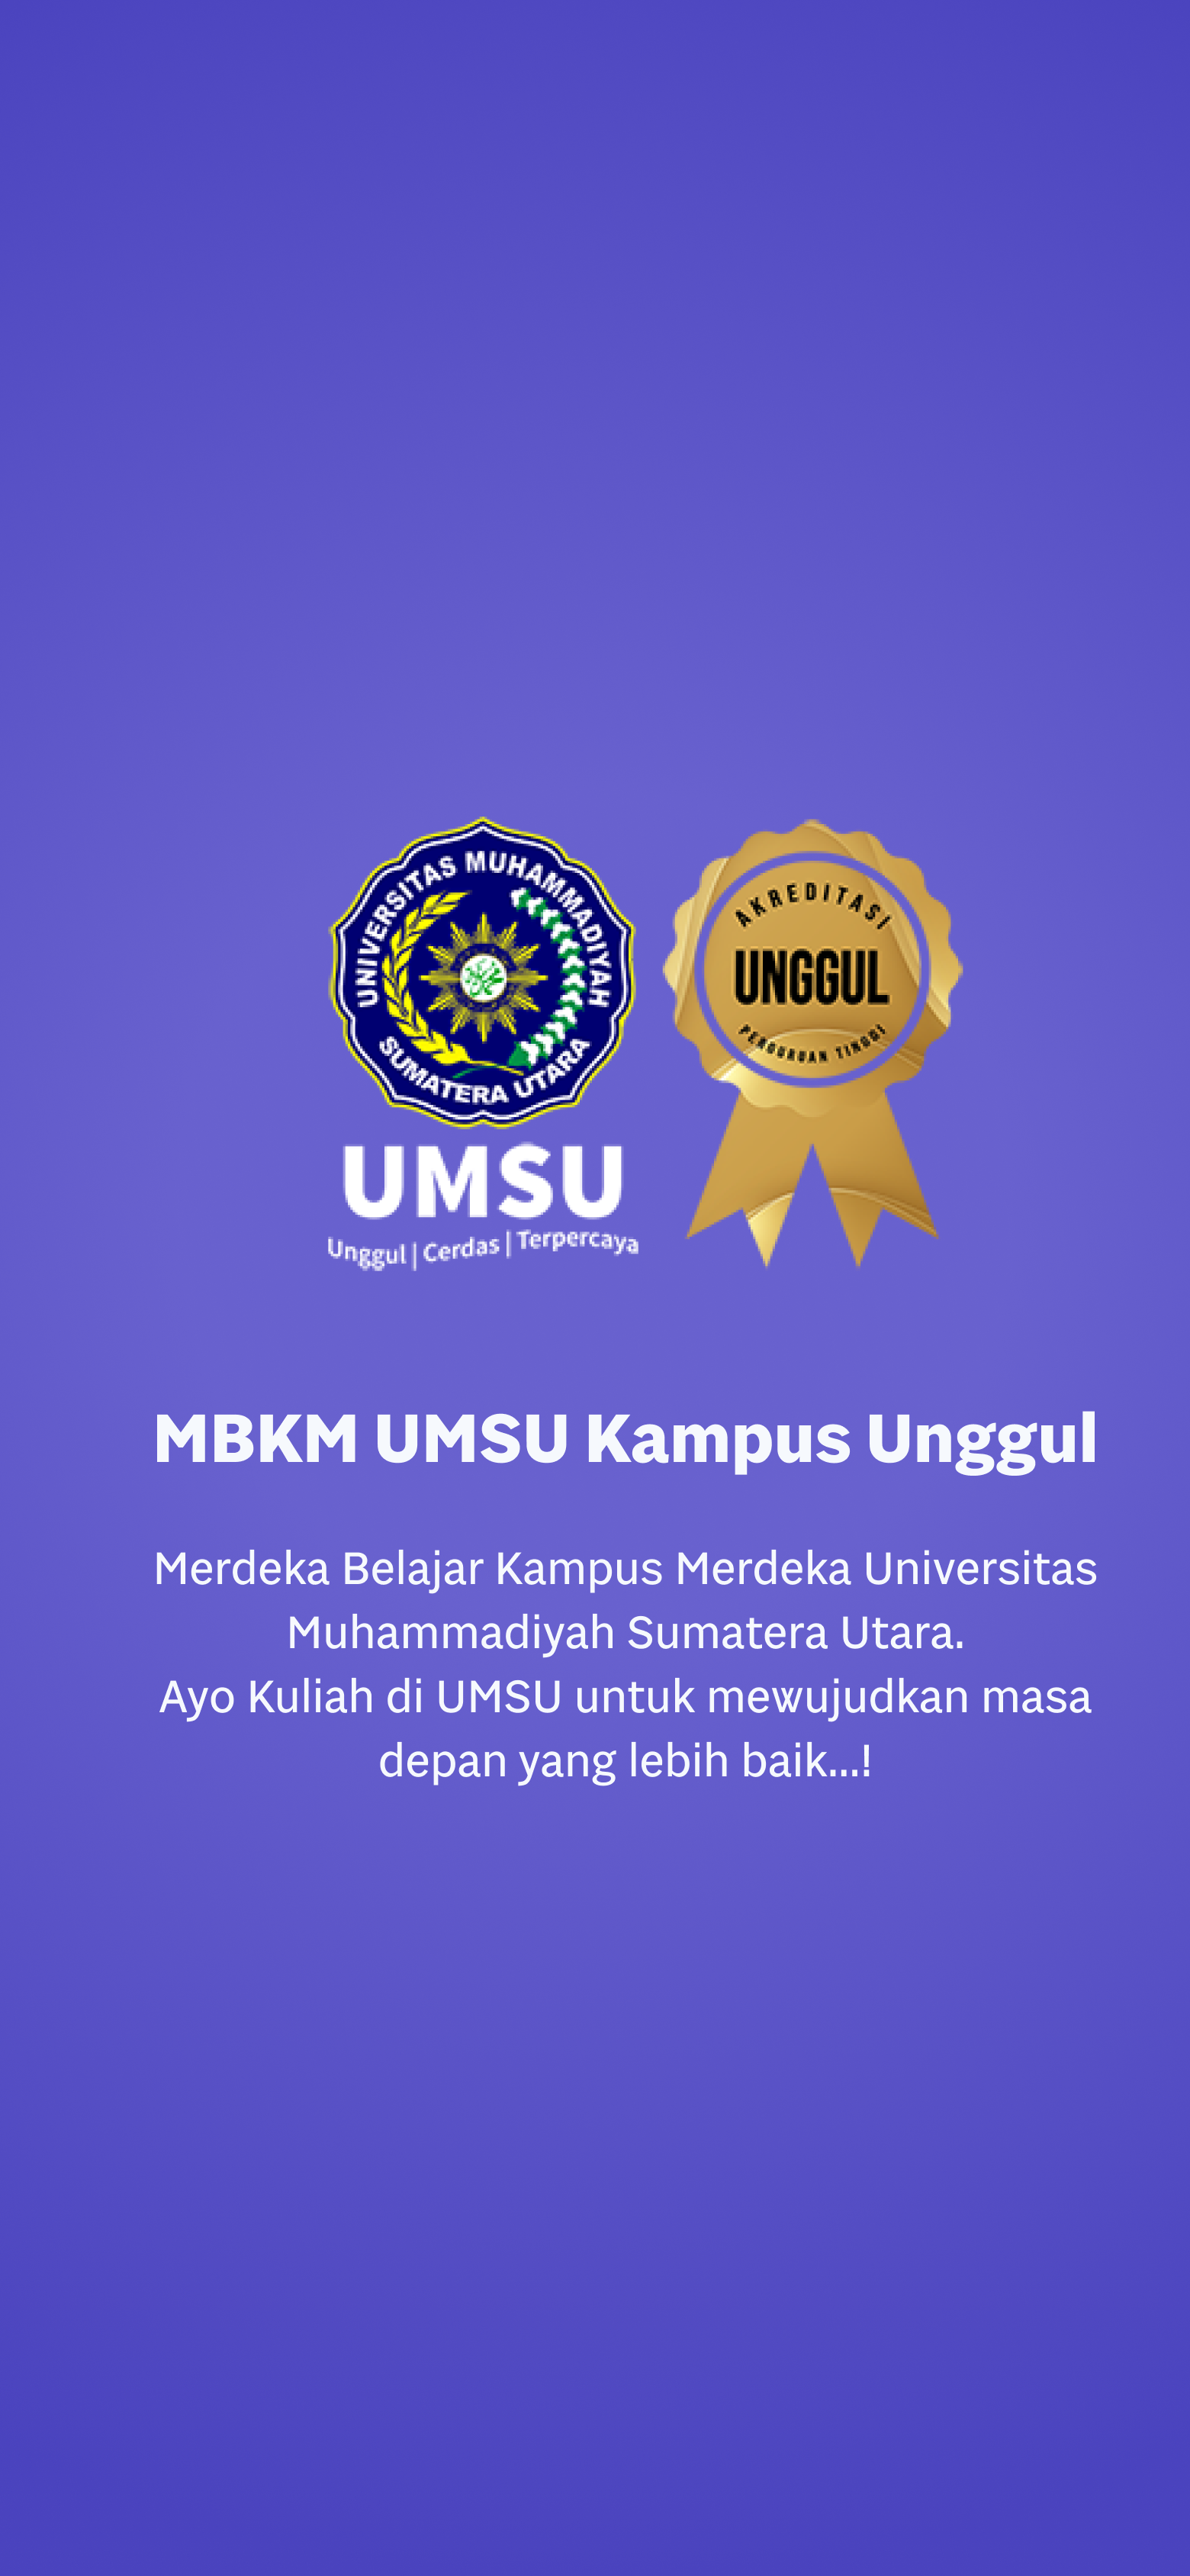 UNIVERSITAS MUHAMMADIYAH
SUMATERA UTARA
UMSU
Unggul | Cerdas | Terpercaya
AKREDITASI
UNGGUL
PERGURUAN TINGGI
MBKM UMSU Kampus Unggul
Merdeka Belajar Kampus Merdeka Universitas
Muhammadiyah Sumatera Utara.
Ayo Kuliah di UMSU untuk mewujudkan masa
depan yang lebih baik...!